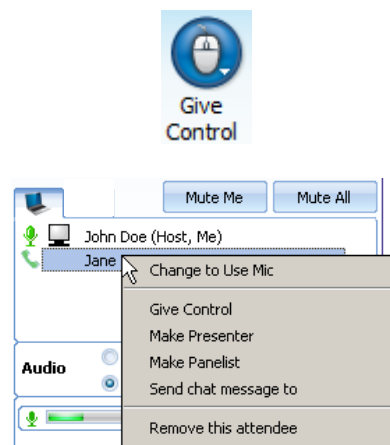 Give
Control
Mute Me
Mute All
John Doe (Host, Me)
Jane
Change to Use Mic
Give Control
Make Presenter
Make Panelist
Send chat message to
Audio
Remove this attendee